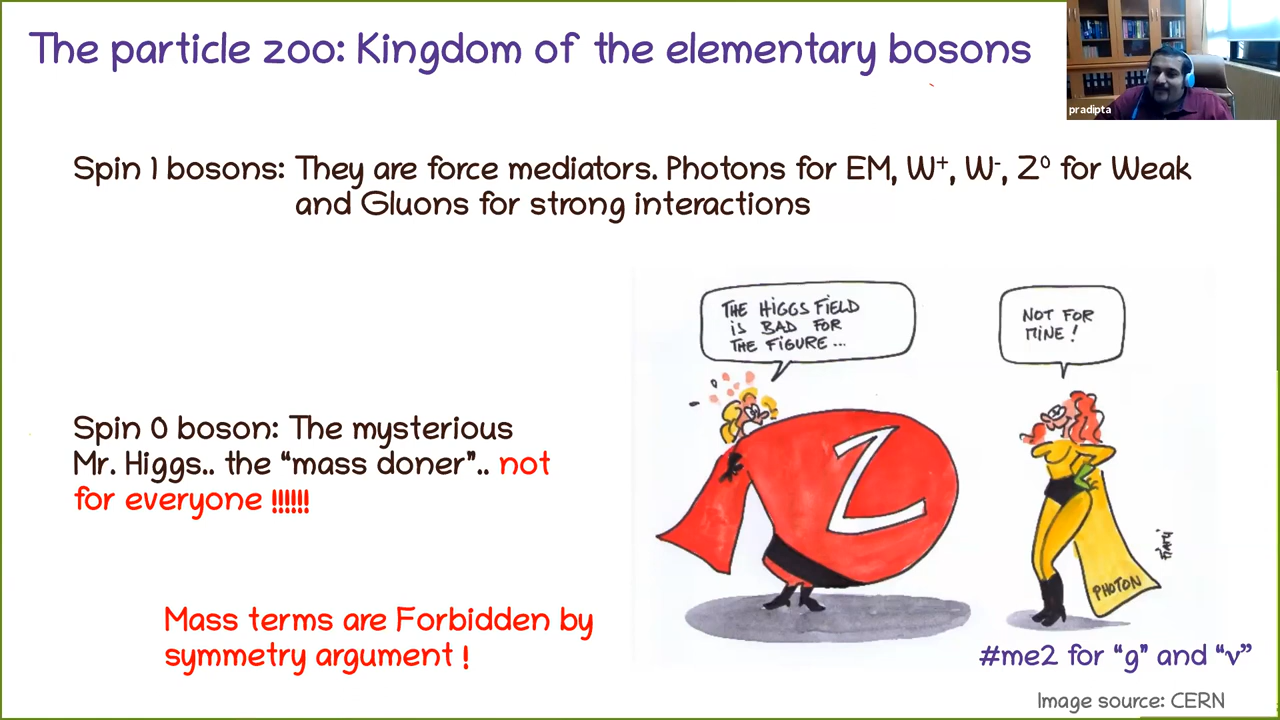 The particle zoo: Kingdom of the elementary bosons
pradipta
Spin 1 bosons: They are force mediators. Photons for EM, W⁺, W⁻, Z⁰ for Weak
and Gluons for strong interactions
THE HIGGS FIELD
IS BAD FOR
THE FIGURE...
NOT FOR
MINE!
Spin 0 boson: The mysterious
Mr. Higgs.. the “mass doner”.. not
for everyone !!!!!!
Z
PHOTON
Mass terms are Forbidden by
symmetry argument !
#me2 for “g” and “ν”
Image source: CERN